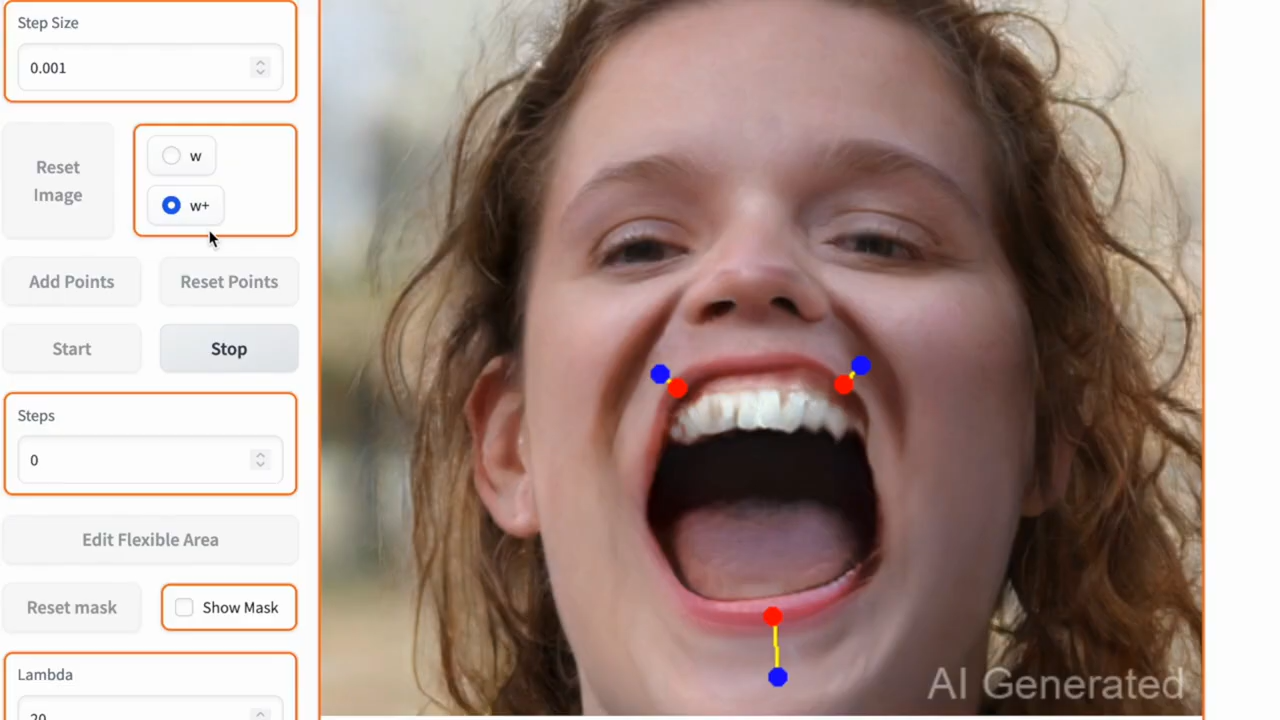 Step Size
0.001
Reset
Image
w
w+
Add Points
Reset Points
Start
Stop
Steps
0
Edit Flexible Area
Reset mask
Show Mask
Lambda
20
AI Generated